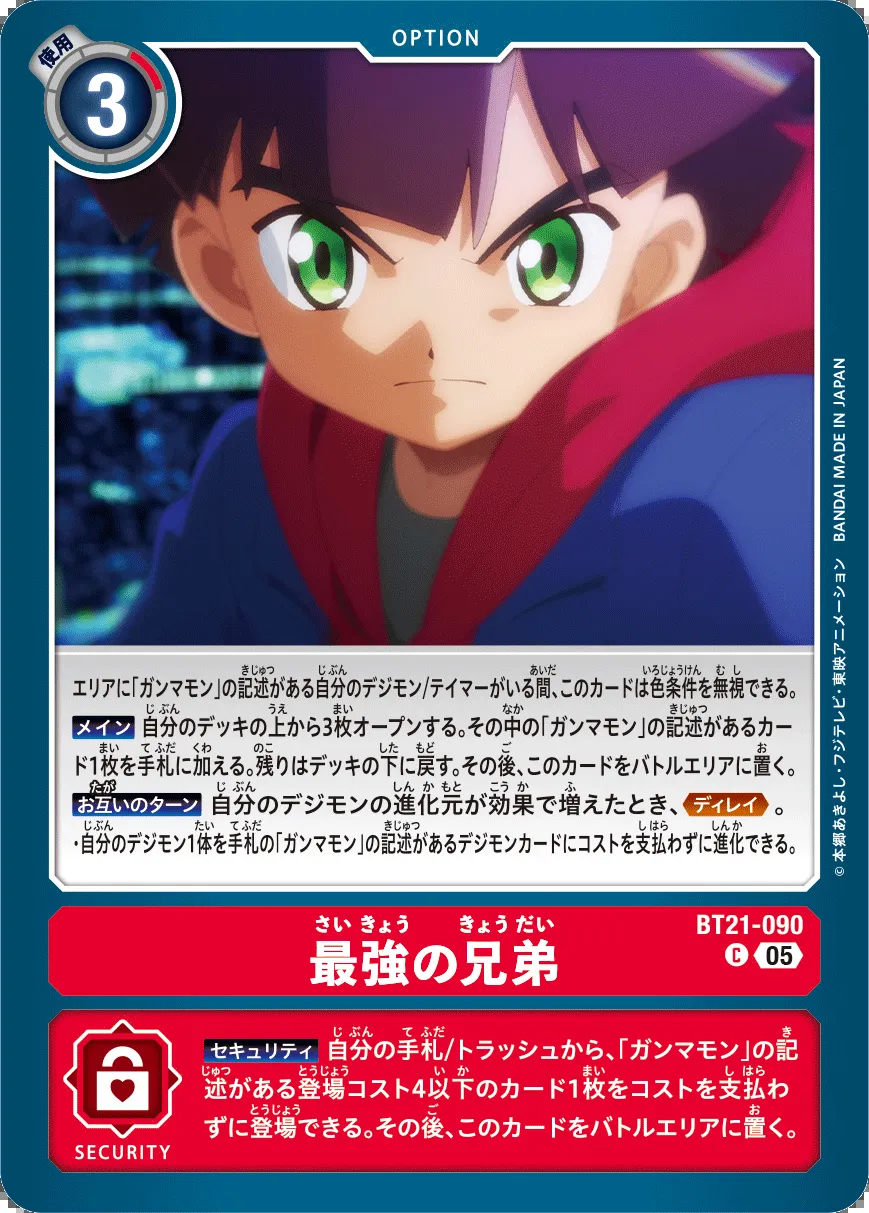 OPTION
使用
3
エリアに「ガンマモン」の記述がある自分のデジモン/テイマーがいる間、このカードは色条件を無視できる。
メイン 自分のデッキの上から3枚オープンする。その中の「ガンマモン」の記述があるカー
ド1枚を手札に加える。残りはデッキの下に戻す。その後、このカードをバトルエリアに置く。
お互いのターン 自分のデジモンの進化元が効果で増えたとき、ディレイ。
・自分のデジモン1体を手札の「ガンマモン」の記述があるデジモンカードにコストを支払わずに進化できる。
© 本郷あきよし・フジテレビ・東映アニメーション BANDAI MADE IN JAPAN
さいきょう きょうだい
最強の兄弟
BT21-090
C 05
セキュリティ 自分の手札/トラッシュから、「ガンマモン」の記
述がある登場コスト4以下のカード1枚をコストを支払わ
ずに登場できる。その後、このカードをバトルエリアに置く。
SECURITY